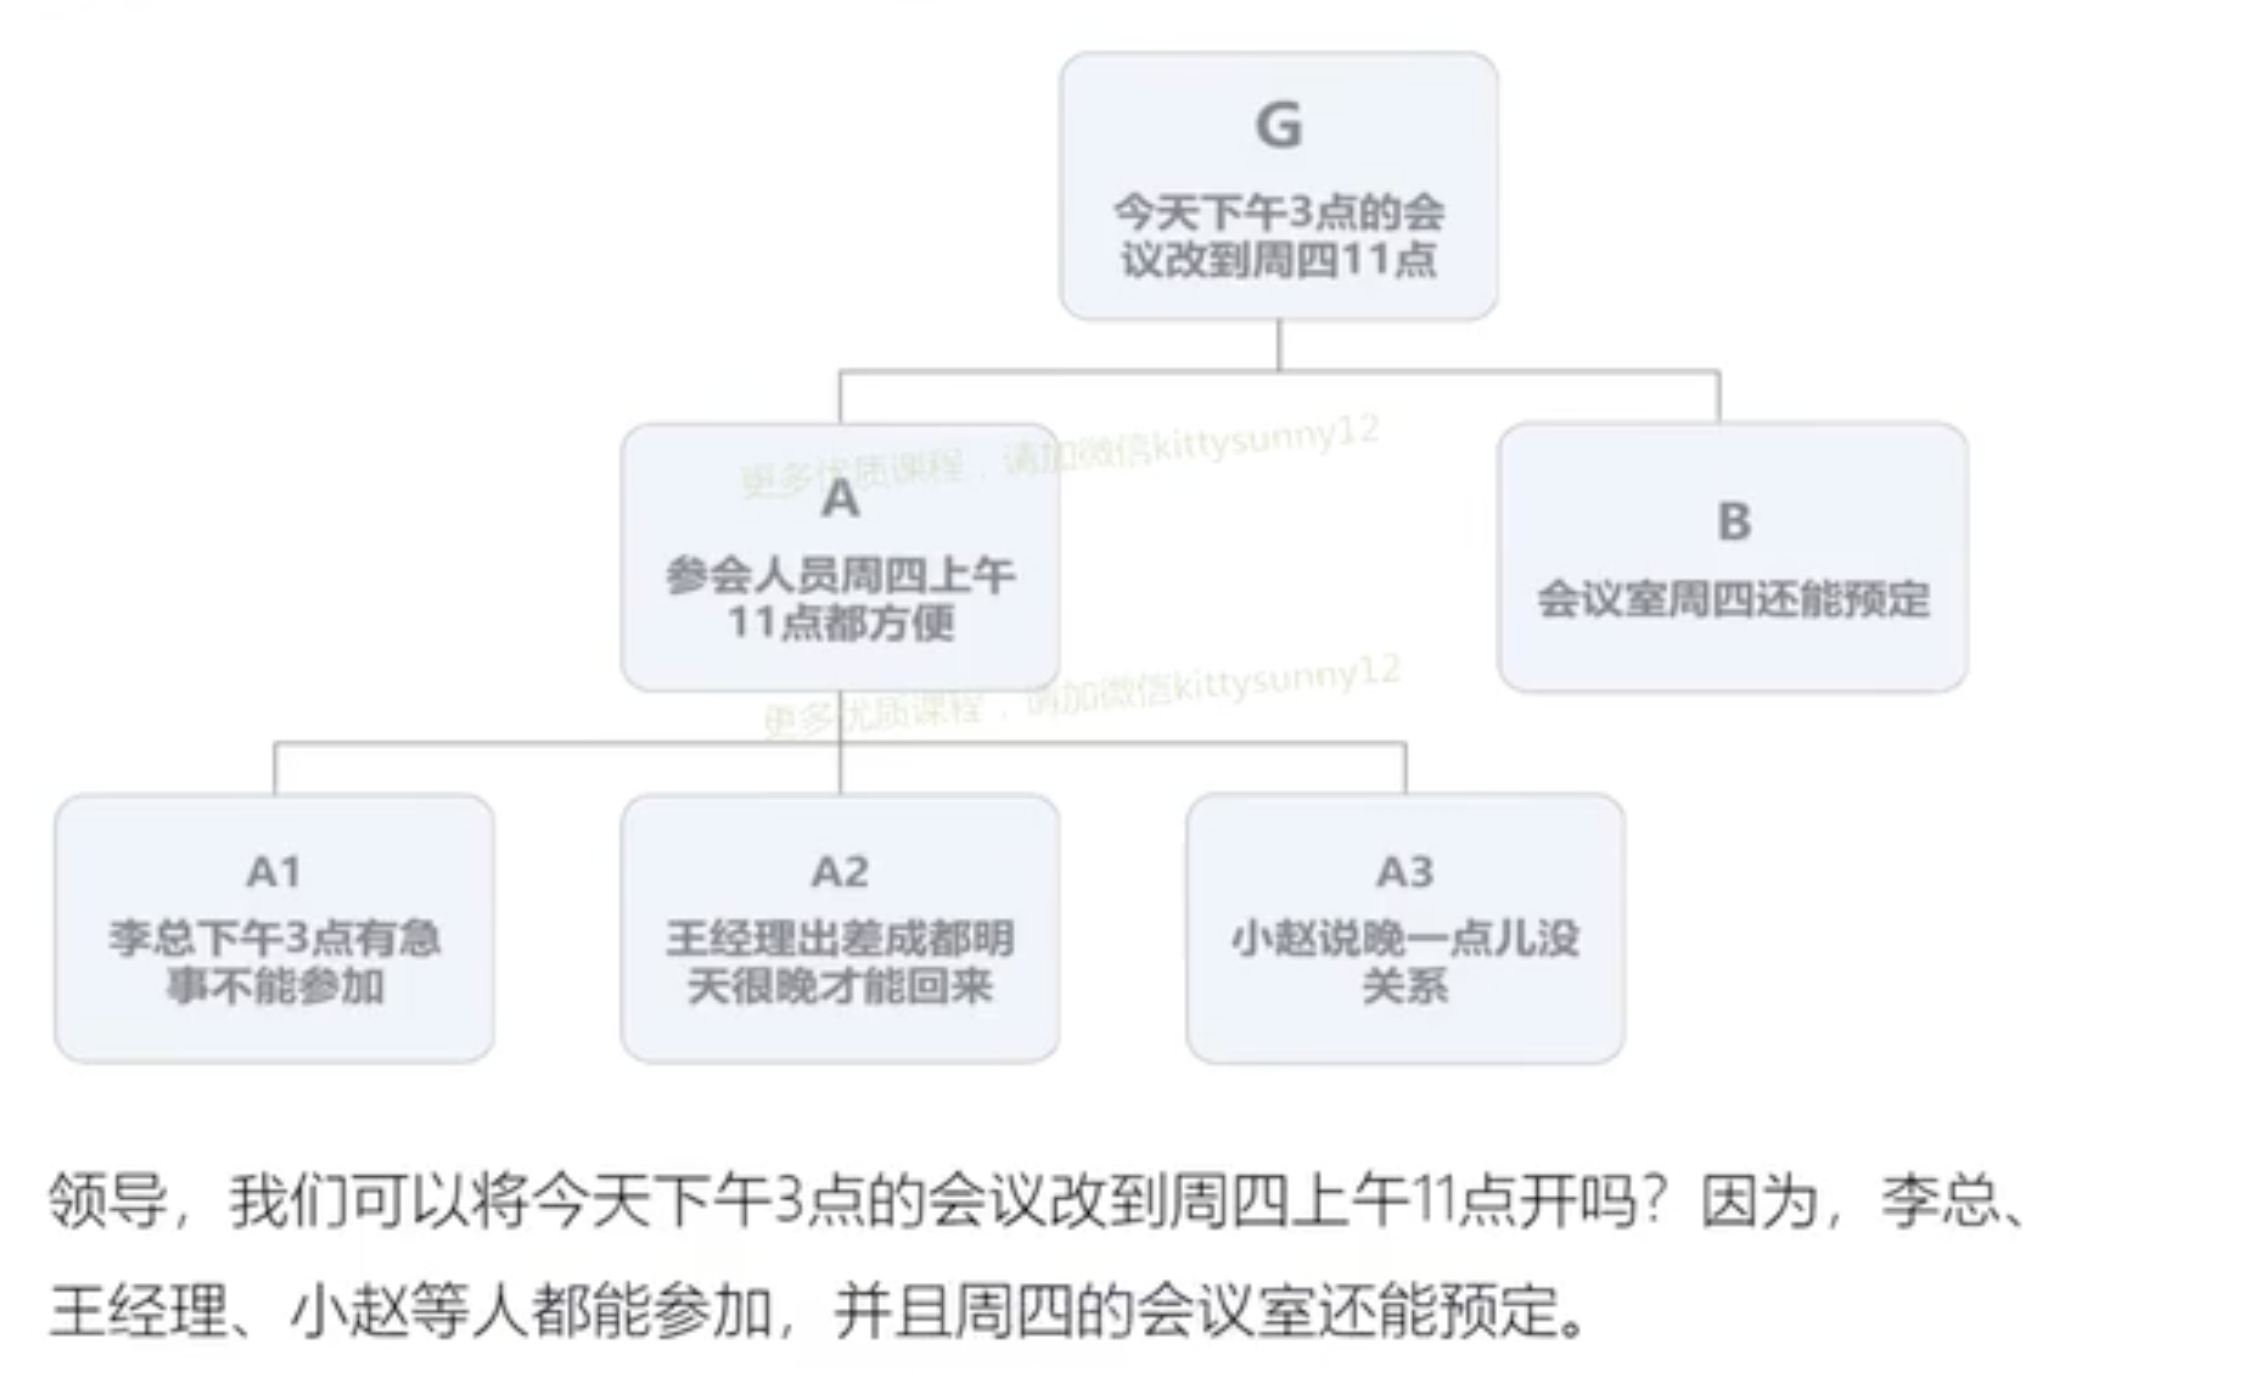 G
今天下午3点的会
议改到周四11点
更多优质课程，请加微信kittysunny12
A
参会人员周四上午
11点都方便
B
会议室周四还能预定
更多优质课程，请加微信kittysunny12
A1
李总下午3点有急
事不能参加
A2
王经理出差成都明
天很晚才能回来
A3
小赵说晚一点儿没
关系
领导，我们可以将今天下午3点的会议改到周四上午11点开吗？因为，李总、
王经理、小赵等人都能参加，并且周四的会议室还能预定。